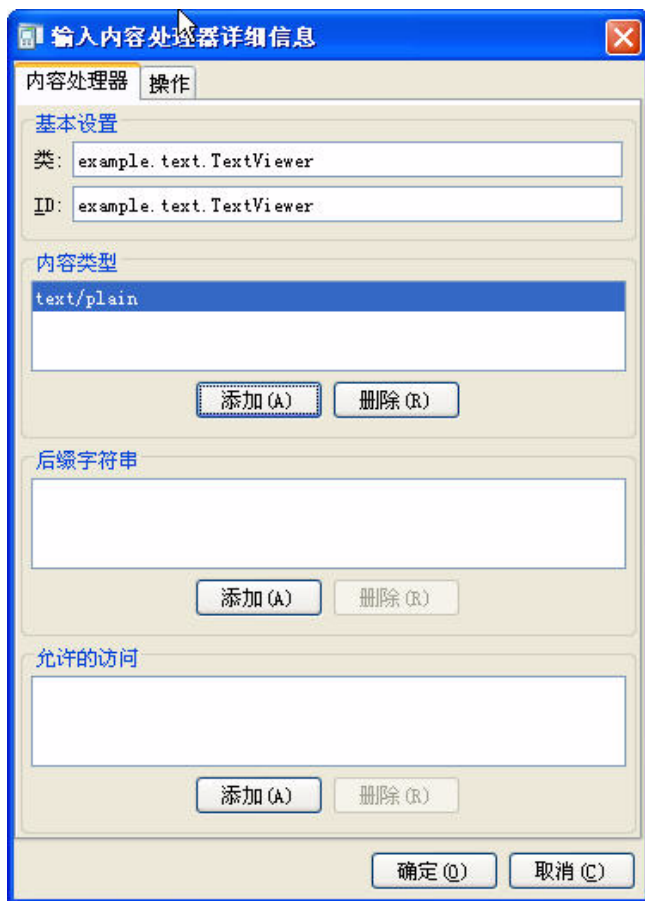 输入内容处理器详细信息
内容处理器 操作
基本设置
类: example.text.TextViewer
ID: example.text.TextViewer
内容类型
text/plain
添加(A) 删除(R)
后缀字符串
添加(A) 删除(R)
允许的访问
添加(A) 删除(R)
确定(O) 取消(C)